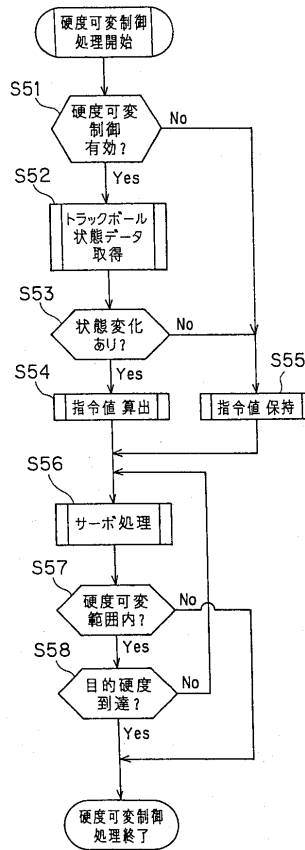 硬度可変制御
処理開始
S51
硬度可変
制御
有効?
No
Yes
S52
トラックボール
状態データ
取得
S53
状態変化
あり?
No
Yes
S54
指令値 算出
S55
指令値 保持
S56
サーボ処理
S57
硬度可変
範囲内?
No
Yes
S58
目的硬度
到達?
No
Yes
硬度可変制御
処理終了